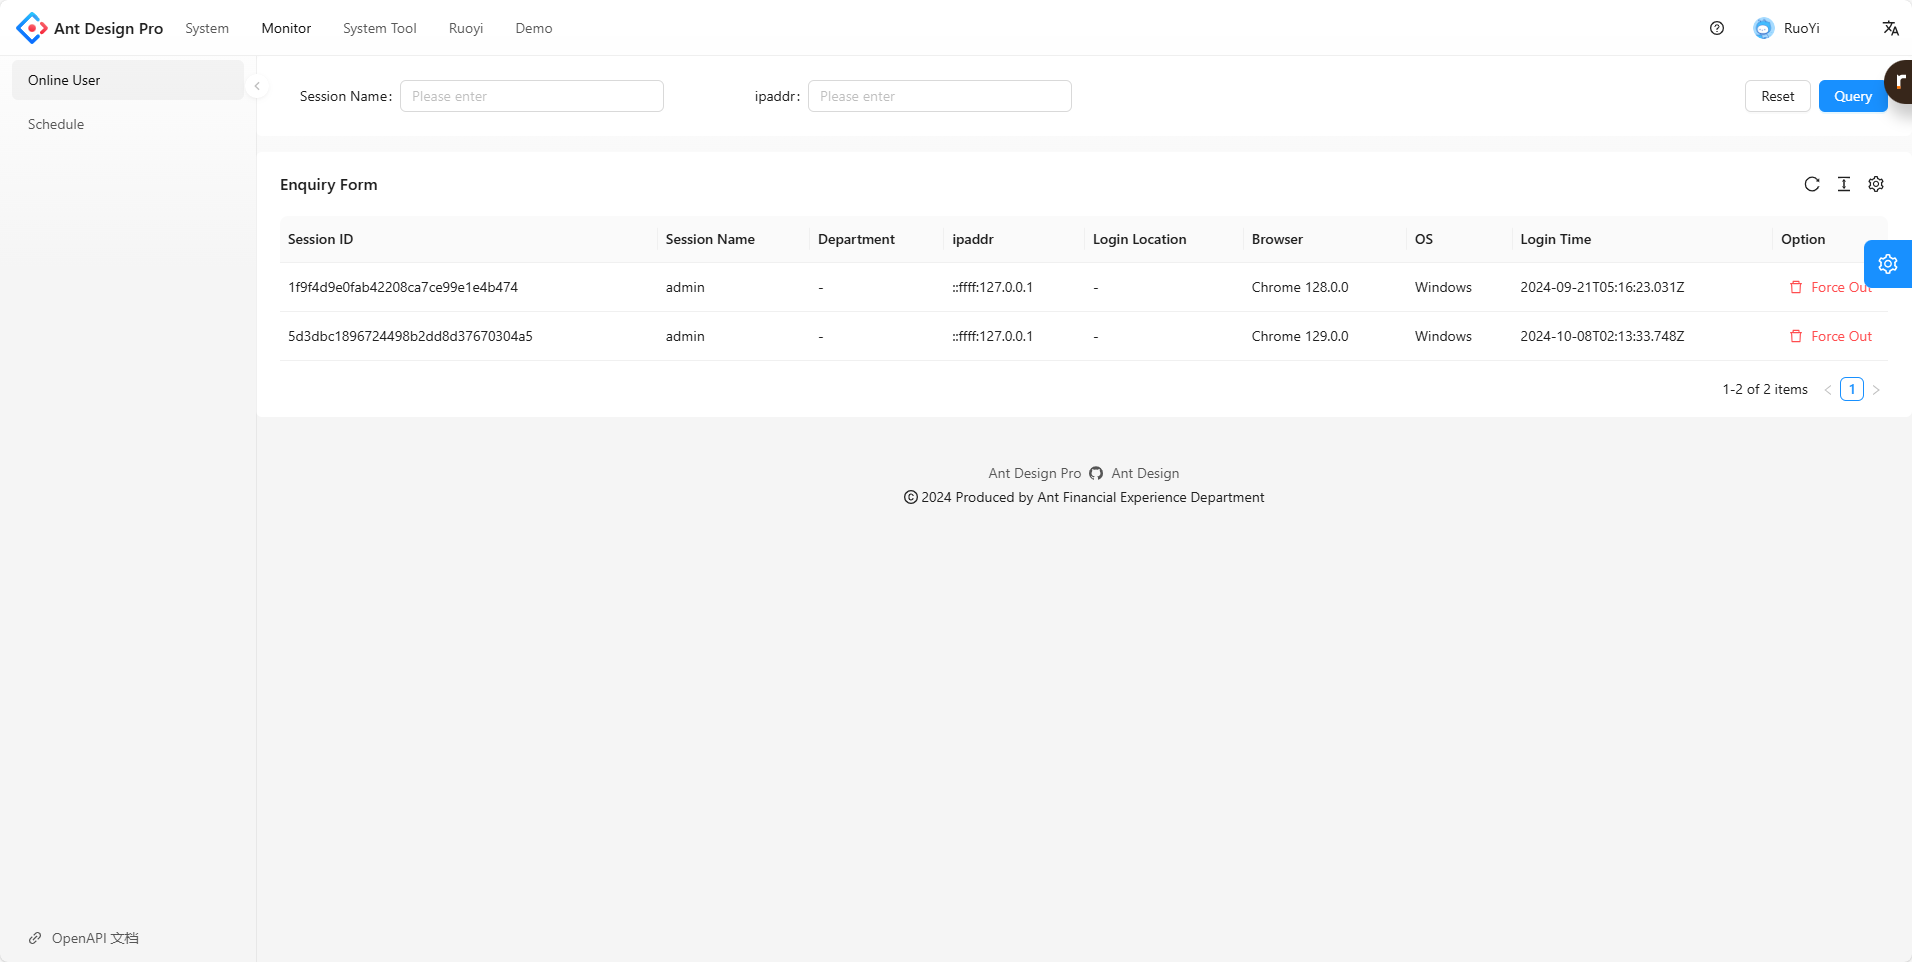 Ant Design Pro System Monitor System Tool Ruoyi Demo RuoYi
Online User
Schedule
Session Name: Please enter ipaddr: Please enter Reset Query
Enquiry Form
Session ID Session Name Department ipaddr Login Location Browser OS Login Time Option
1f9f4d9e0fab42208ca7ce99e1e4b474 admin - ::ffff:127.0.0.1 - Chrome 128.0.0 Windows 2024-09-21T05:16:23.031Z Force Out
5d3dbc1896724498b2dd8d37670304a5 admin - ::ffff:127.0.0.1 - Chrome 129.0.0 Windows 2024-10-08T02:13:33.748Z Force Out
1-2 of 2 items < 1 >
Ant Design Pro Ant Design
© 2024 Produced by Ant Financial Experience Department
OpenAPI 文档